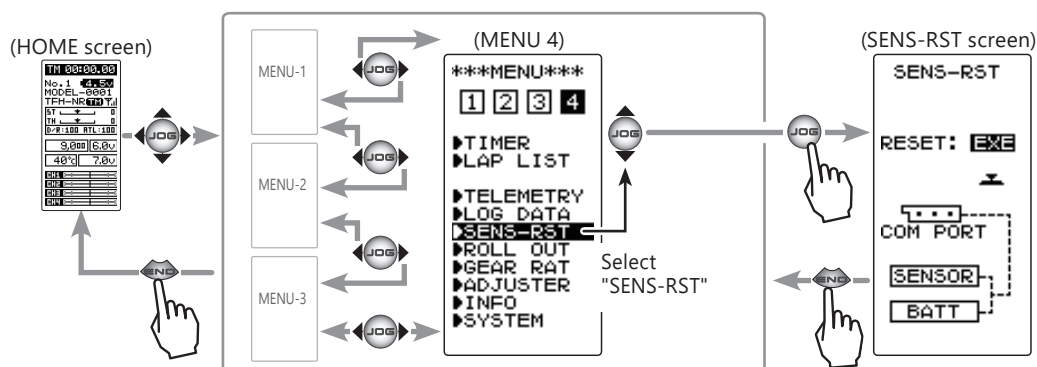 (HOME screen)
TM 00:00.00
No.1 4.5v
MODEL-0001
TFH-NR TM
ST 0
TH 0
D/R:100 ATL:100
9,000 6.0v
40℃ 7.0v
CH1
CH2
CH3
CH4
JOG
END
MENU-1
MENU-2
MENU-3
JOG
JOG
JOG
JOG
(MENU 4)
***MENU***
1 2 3 4
TIMER
LAP LIST
TELEMETRY
LOG DATA
SENS-RST
ROLL OUT
GEAR RAT
ADJUSTER
INFO
SYSTEM
JOG
Select
"SENS-RST"
JOG
END
(SENS-RST screen)
SENS-RST
RESET: EXE
COM PORT
SENSOR
BATT